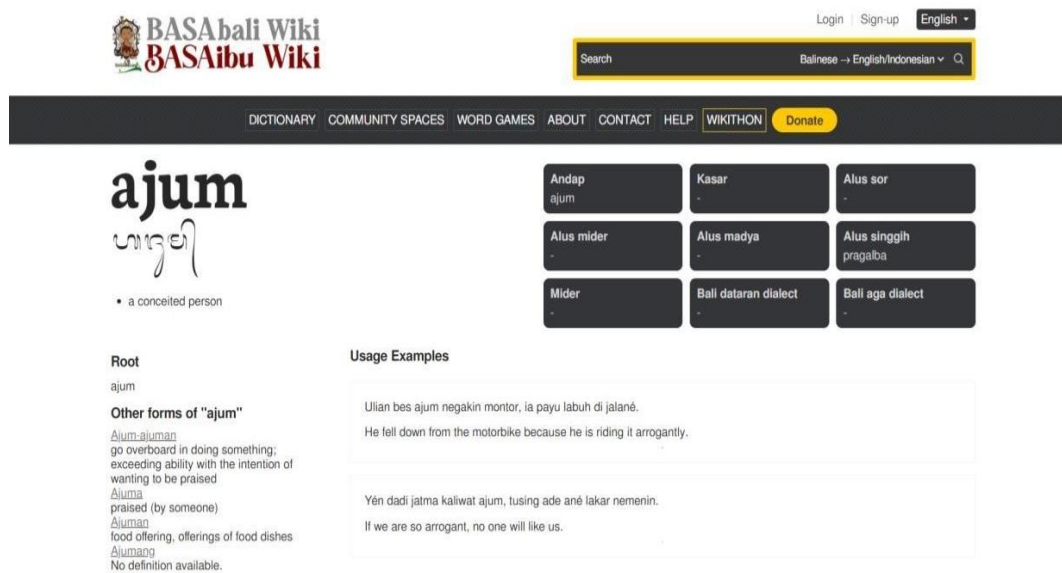 BASAbali Wiki
BASAibu Wiki
Login | Sign-up English
Search Balinese → English/Indonesian
DICTIONARY COMMUNITY SPACES WORD GAMES ABOUT CONTACT HELP WIKITHON Donate
ajum
ᬳᬚᬸᬫ᭄
• a conceited person
Andap
ajum
Kasar
-
Alus sor
-
Alus mider
-
Alus madya
-
Alus singgih
pragalba
Mider
-
Bali dataran dialect
-
Bali aga dialect
-
Root
ajum
Other forms of "ajum"
Ajum-ajuman
go overboard in doing something;
exceeding ability with the intention of
wanting to be praised
Ajuma
praised (by someone)
Ajuman
food offering, offerings of food dishes
Ajumang
No definition available.
Usage Examples
Ulian bes ajum negakin montor, ia payu labuh di jalané.
He fell down from the motorbike because he is riding it arrogantly.
Yén dadi jatma kaliwat ajum, tusing ade ané lakar nemenin.
If we are so arrogant, no one will like us.